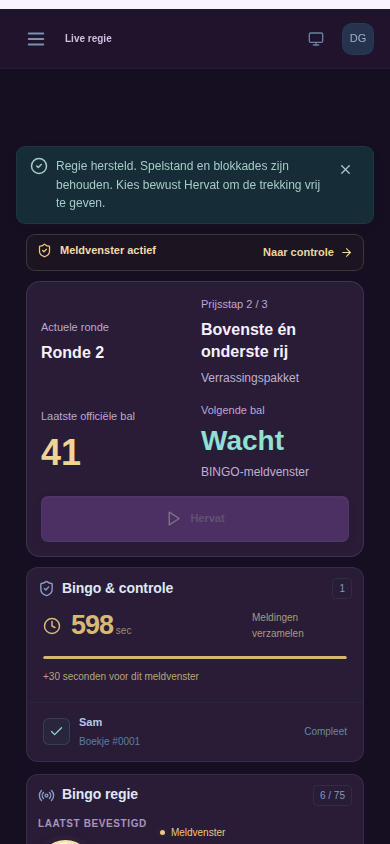 Live regie
DG
Regie hersteld. Spelstand en blokkades zijn
behouden. Kies bewust Hervat om de trekking vrij
te geven.
Meldvenster actief
Naar controle
Prijsstap 2 / 3
Actuele ronde
Bovenste én
onderste rij
Ronde 2
Verrassingspakket
Laatste officiële bal
Volgende bal
41
Wacht
BINGO-meldvenster
Hervat
Bingo & controle
1
598 sec
Meldingen
verzamelen
+30 seconden voor dit meldvenster
Sam
Boekje #0001
Compleet
Bingo regie
6 / 75
LAATST BEVESTIGD
Meldvenster